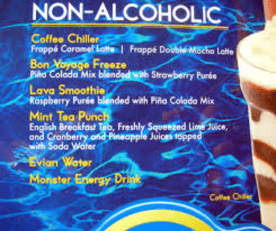 NON-ALCOHOLIC
Coffee Chiller
Frappé Caramel Latte | Frappé Double Mocha Latte
Bon Voyage Freeze
Piña Colada Mix blended with Strawberry Purée
Lava Smoothie
Raspberry Purée blended with Piña Colada Mix
Mint Tea Punch
English Breakfast Tea, Freshly Squeezed Lime Juice,
and Cranberry and Pineapple Juices topped
with Soda Water
Evian Water
Monster Energy Drink
Coffee Chiller